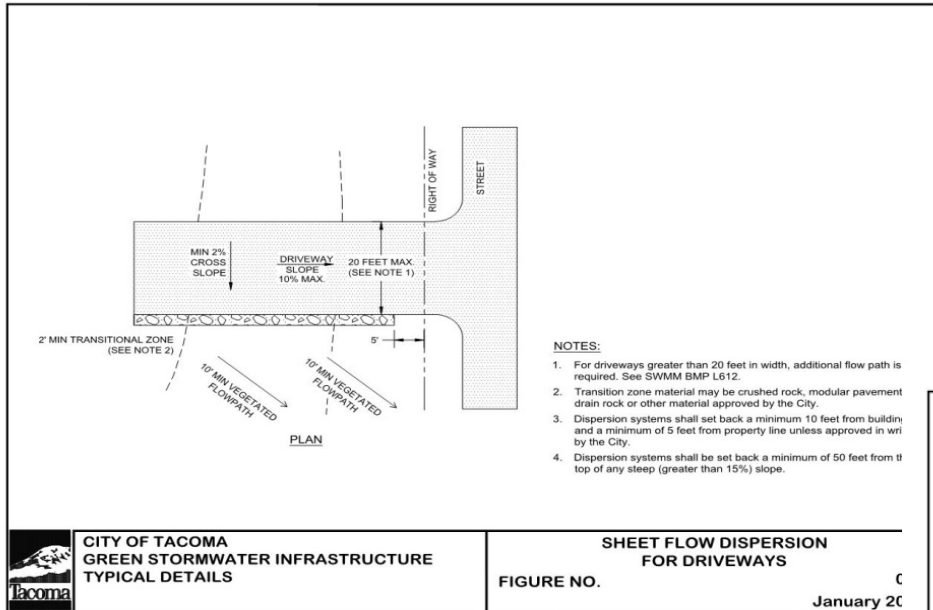 RIGHT OF WAY
STREET
MIN 2%
CROSS
SLOPE
DRIVEWAY
SLOPE
10% MAX.
20 FEET MAX.
(SEE NOTE 1)
2' MIN TRANSITIONAL ZONE
(SEE NOTE 2)
5'
10' MIN VEGETATED
FLOWPATH
10' MIN VEGETATED
FLOWPATH
PLAN
NOTES:
1. For driveways greater than 20 feet in width, additional flow path is
required. See SWMM BMP L612.
2. Transition zone material may be crushed rock, modular pavement
drain rock or other material approved by the City.
3. Dispersion systems shall set back a minimum 10 feet from building
and a minimum of 5 feet from property line unless approved in wri
by the City.
4. Dispersion systems shall be set back a minimum of 50 feet from th
top of any steep (greater than 15%) slope.
Tacoma
CITY OF TACOMA
GREEN STORMWATER INFRASTRUCTURE
TYPICAL DETAILS
SHEET FLOW DISPERSION
FOR DRIVEWAYS
FIGURE NO.
January 20